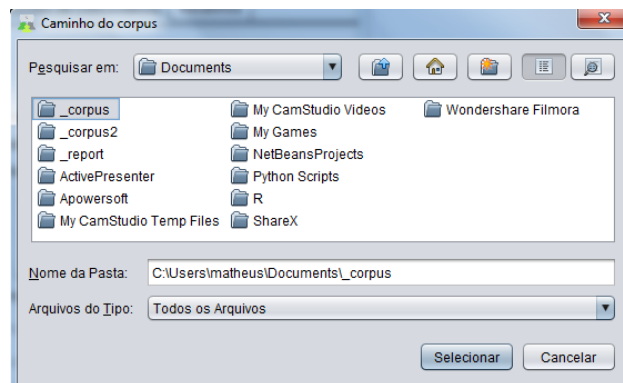 Caminho do corpus
Pesquisar em: Documents
_corpus My CamStudio Videos Wondershare Filmora
_corpus2 My Games
_report NetBeansProjects
ActivePresenter Python Scripts
Apowersoft R
My CamStudio Temp Files ShareX
Nome da Pasta: C:\Users\matheus\Documents\_corpus
Arquivos do Tipo: Todos os Arquivos
Selecionar Cancelar